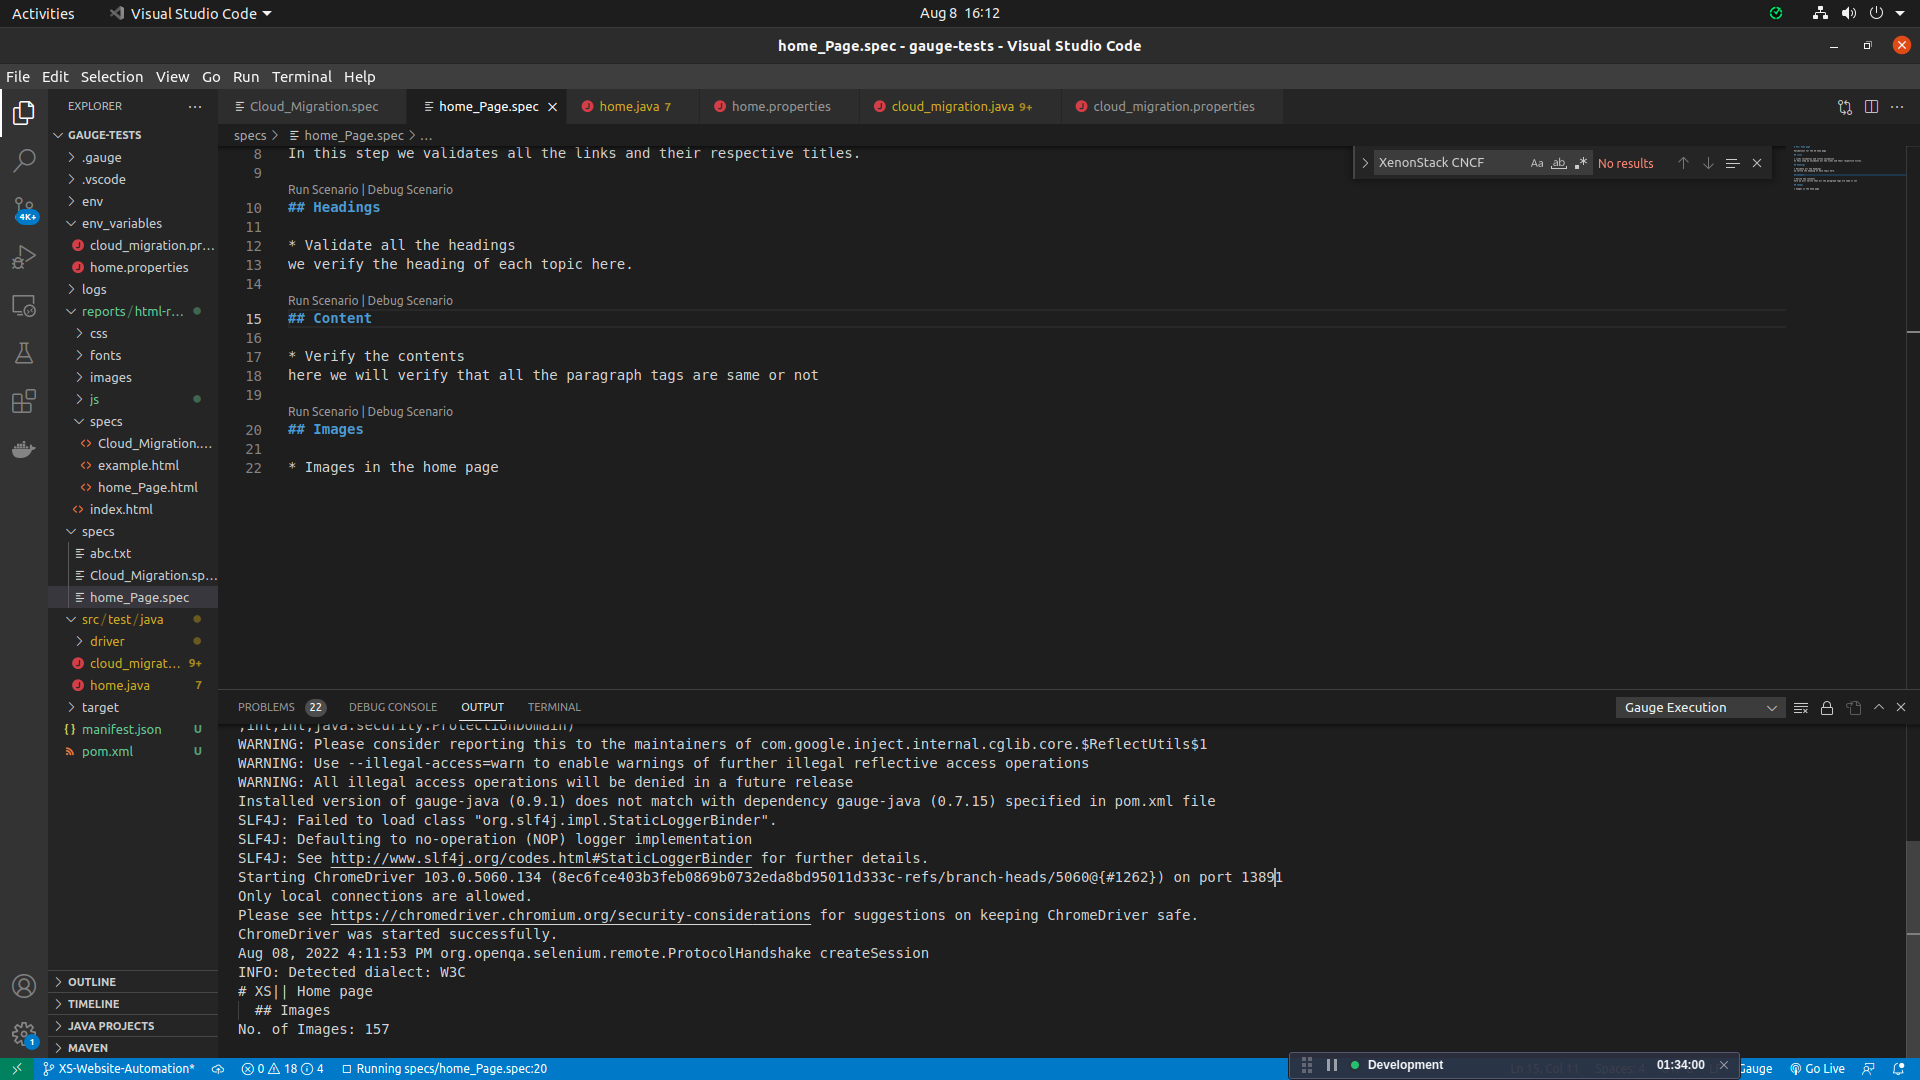 Activities
Visual Studio Code
Aug 8 16:12
home_Page.spec - gauge-tests - Visual Studio Code
File Edit Selection View Go Run Terminal Help
EXPLORER
GAUGE-TESTS
.gauge
.vscode
env
env_variables
cloud_migration.pr...
home.properties
logs
reports/html-r...
css
fonts
images
js
specs
Cloud_Migration....
example.html
home_Page.html
index.html
specs
abc.txt
Cloud_Migration.sp...
home_Page.spec
src/test/java
driver
cloud_migrat... 9+
home.java 7
target
manifest.json U
pom.xml U
OUTLINE
TIMELINE
JAVA PROJECTS
MAVEN
4K+
1
Cloud_Migration.spec
home_Page.spec
home.java 7
home.properties
cloud_migration.java 9+
cloud_migration.properties
specs > home_Page.spec > ...
XenonStack CNCF Aa ab No results
8 In this step we validates all the links and their respective titles.
9
Run Scenario | Debug Scenario
10 ## Headings
11
12 * Validate all the headings
13 we verify the heading of each topic here.
14
Run Scenario | Debug Scenario
15 ## Content
16
17 * Verify the contents
18 here we will verify that all the paragraph tags are same or not
19
Run Scenario | Debug Scenario
20 ## Images
21
22 * Images in the home page
PROBLEMS 22 DEBUG CONSOLE OUTPUT TERMINAL
Gauge Execution
,int,int,java.security.ProtectionDomain)
WARNING: Please consider reporting this to the maintainers of com.google.inject.internal.cglib.core.$ReflectUtils$1
WARNING: Use --illegal-access=warn to enable warnings of further illegal reflective access operations
WARNING: All illegal access operations will be denied in a future release
Installed version of gauge-java (0.9.1) does not match with dependency gauge-java (0.7.15) specified in pom.xml file
SLF4J: Failed to load class "org.slf4j.impl.StaticLoggerBinder".
SLF4J: Defaulting to no-operation (NOP) logger implementation
SLF4J: See http://www.slf4j.org/codes.html#StaticLoggerBinder for further details.
Starting ChromeDriver 103.0.5060.134 (8ec6fce403b3feb0869b0732eda8bd95011d333c-refs/branch-heads/5060@{#1262}) on port 13891
Only local connections are allowed.
Please see https://chromedriver.chromium.org/security-considerations for suggestions on keeping ChromeDriver safe.
ChromeDriver was started successfully.
Aug 08, 2022 4:11:53 PM org.openqa.selenium.remote.ProtocolHandshake createSession
INFO: Detected dialect: W3C
# XS|| Home page
## Images
No. of Images: 157
XS-Website-Automation* 0 18 4 Running specs/home_Page.spec:20
Development 01:34:00
Gauge Go Live